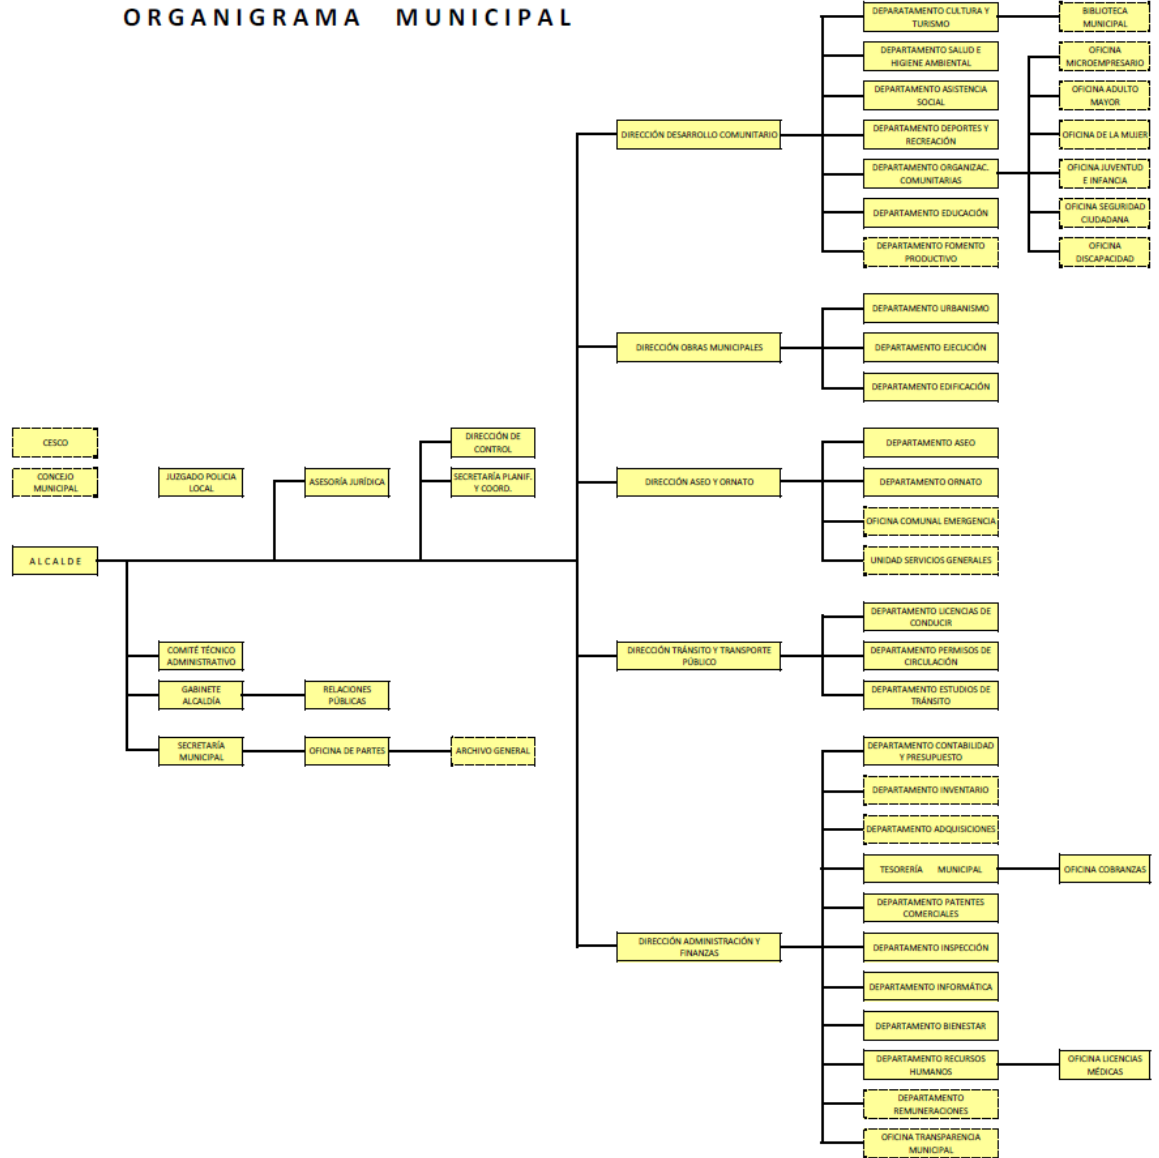 ORGANIGRAMA MUNICIPAL
CESCO
CONCEJO
MUNICIPAL
ALCALDE
JUZGADO POLICIA
LOCAL
ASESORÍA JURÍDICA
DIRECCIÓN DE
CONTROL
SECRETARÍA PLANIF.
Y COORD.
COMITÉ TÉCNICO
ADMINISTRATIVO
GABINETE
ALCALDÍA
RELACIONES
PÚBLICAS
SECRETARÍA
MUNICIPAL
OFICINA DE PARTES
ARCHIVO GENERAL
DIRECCIÓN DESARROLLO COMUNITARIO
DEPARATAMENTO CULTURA Y
TURISMO
BIBLIOTECA
MUNICIPAL
DEPARTAMENTO SALUD E
HIGIENE AMBIENTAL
DEPARTAMENTO ASISTENCIA
SOCIAL
DEPARTAMENTO DEPORTES Y
RECREACIÓN
DEPARTAMENTO ORGANIZAC.
COMUNITARIAS
OFICINA
MICROEMPRESARIO
OFICINA ADULTO
MAYOR
OFICINA DE LA MUJER
OFICINA JUVENTUD
E INFANCIA
OFICINA SEGURIDAD
CIUDADANA
OFICINA
DISCAPACIDAD
DEPARTAMENTO EDUCACIÓN
DEPARTAMENTO FOMENTO
PRODUCTIVO
DIRECCIÓN OBRAS MUNICIPALES
DEPARTAMENTO URBANISMO
DEPARTAMENTO EJECUCIÓN
DEPARTAMENTO EDIFICACIÓN
DIRECCIÓN ASEO Y ORNATO
DEPARTAMENTO ASEO
DEPARTAMENTO ORNATO
OFICINA COMUNAL EMERGENCIA
UNIDAD SERVICIOS GENERALES
DIRECCIÓN TRÁNSITO Y TRANSPORTE
PÚBLICO
DEPARTAMENTO LICENCIAS DE
CONDUCIR
DEPARTAMENTO PERMISOS DE
CIRCULACIÓN
DEPARTAMENTO ESTUDIOS DE
TRÁNSITO
DIRECCIÓN ADMINISTRACIÓN Y
FINANZAS
DEPARTAMENTO CONTABILIDAD
Y PRESUPUESTO
DEPARTAMENTO INVENTARIO
DEPARTAMENTO ADQUISICIONES
TESORERÍA MUNICIPAL
OFICINA COBRANZAS
DEPARTAMENTO PATENTES
COMERCIALES
DEPARTAMENTO INSPECCIÓN
DEPARTAMENTO INFORMÁTICA
DEPARTAMENTO BIENESTAR
DEPARTAMENTO RECURSOS
HUMANOS
OFICINA LICENCIAS
MÉDICAS
DEPARTAMENTO
REMUNERACIONES
OFICINA TRANSPARENCIA
MUNICIPAL